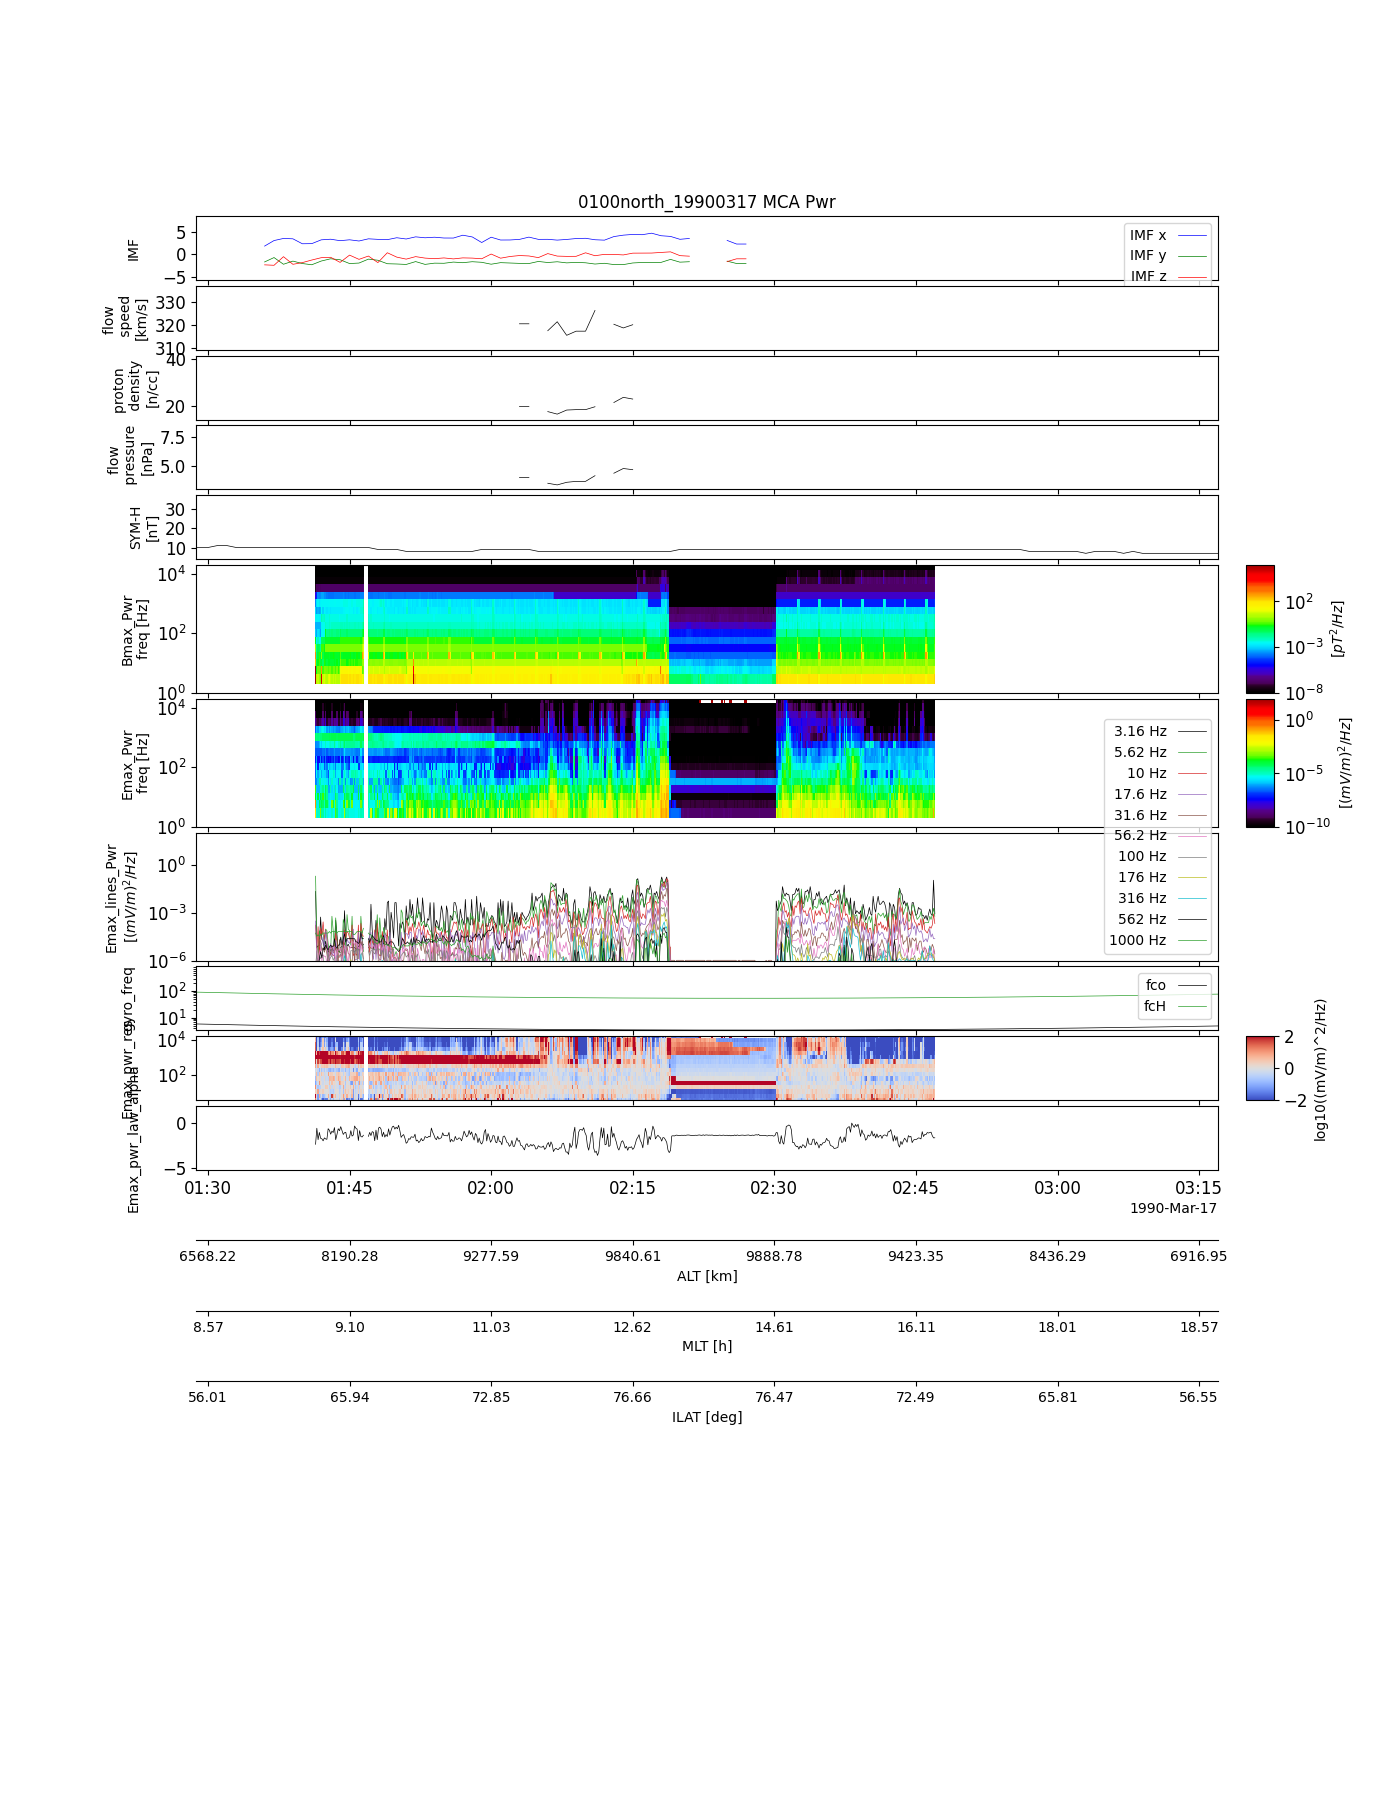 0100north_19900317 MCA Pwr
IMF
5
0
−5
IMF x
IMF y
IMF z
flow
speed
[km/s]
330
320
310
proton
density
[n/cc]
40
20
flow
pressure
[nPa]
7.5
5.0
SYM-H
[nT]
30
20
10
Bmax_Pwr
freq [Hz]
10^4
10^2
10^0
10^2
10^−3
10^−8
[pT^2/Hz]
Emax_Pwr
freq [Hz]
10^4
10^2
10^0
10^0
10^−5
10^−10
[(mV/m)^2/Hz]
3.16 Hz
5.62 Hz
10 Hz
17.6 Hz
31.6 Hz
56.2 Hz
100 Hz
176 Hz
316 Hz
562 Hz
1000 Hz
Emax_lines_Pwr
[(mV/m)^2/Hz]
10^0
10^−3
10^−6
gyro_freq
10^2
10^1
fco
fcH
Emax_pwr_reg
10^4
10^2
2
0
−2
log10((mV/m)^2/Hz)
Emax_pwr_law_alpha
0
−5
01:30 01:45 02:00 02:15 02:30 02:45 03:00 03:15
1990-Mar-17
6568.22 8190.28 9277.59 9840.61 9888.78 9423.35 8436.29 6916.95
ALT [km]
8.57 9.10 11.03 12.62 14.61 16.11 18.01 18.57
MLT [h]
56.01 65.94 72.85 76.66 76.47 72.49 65.81 56.55
ILAT [deg]